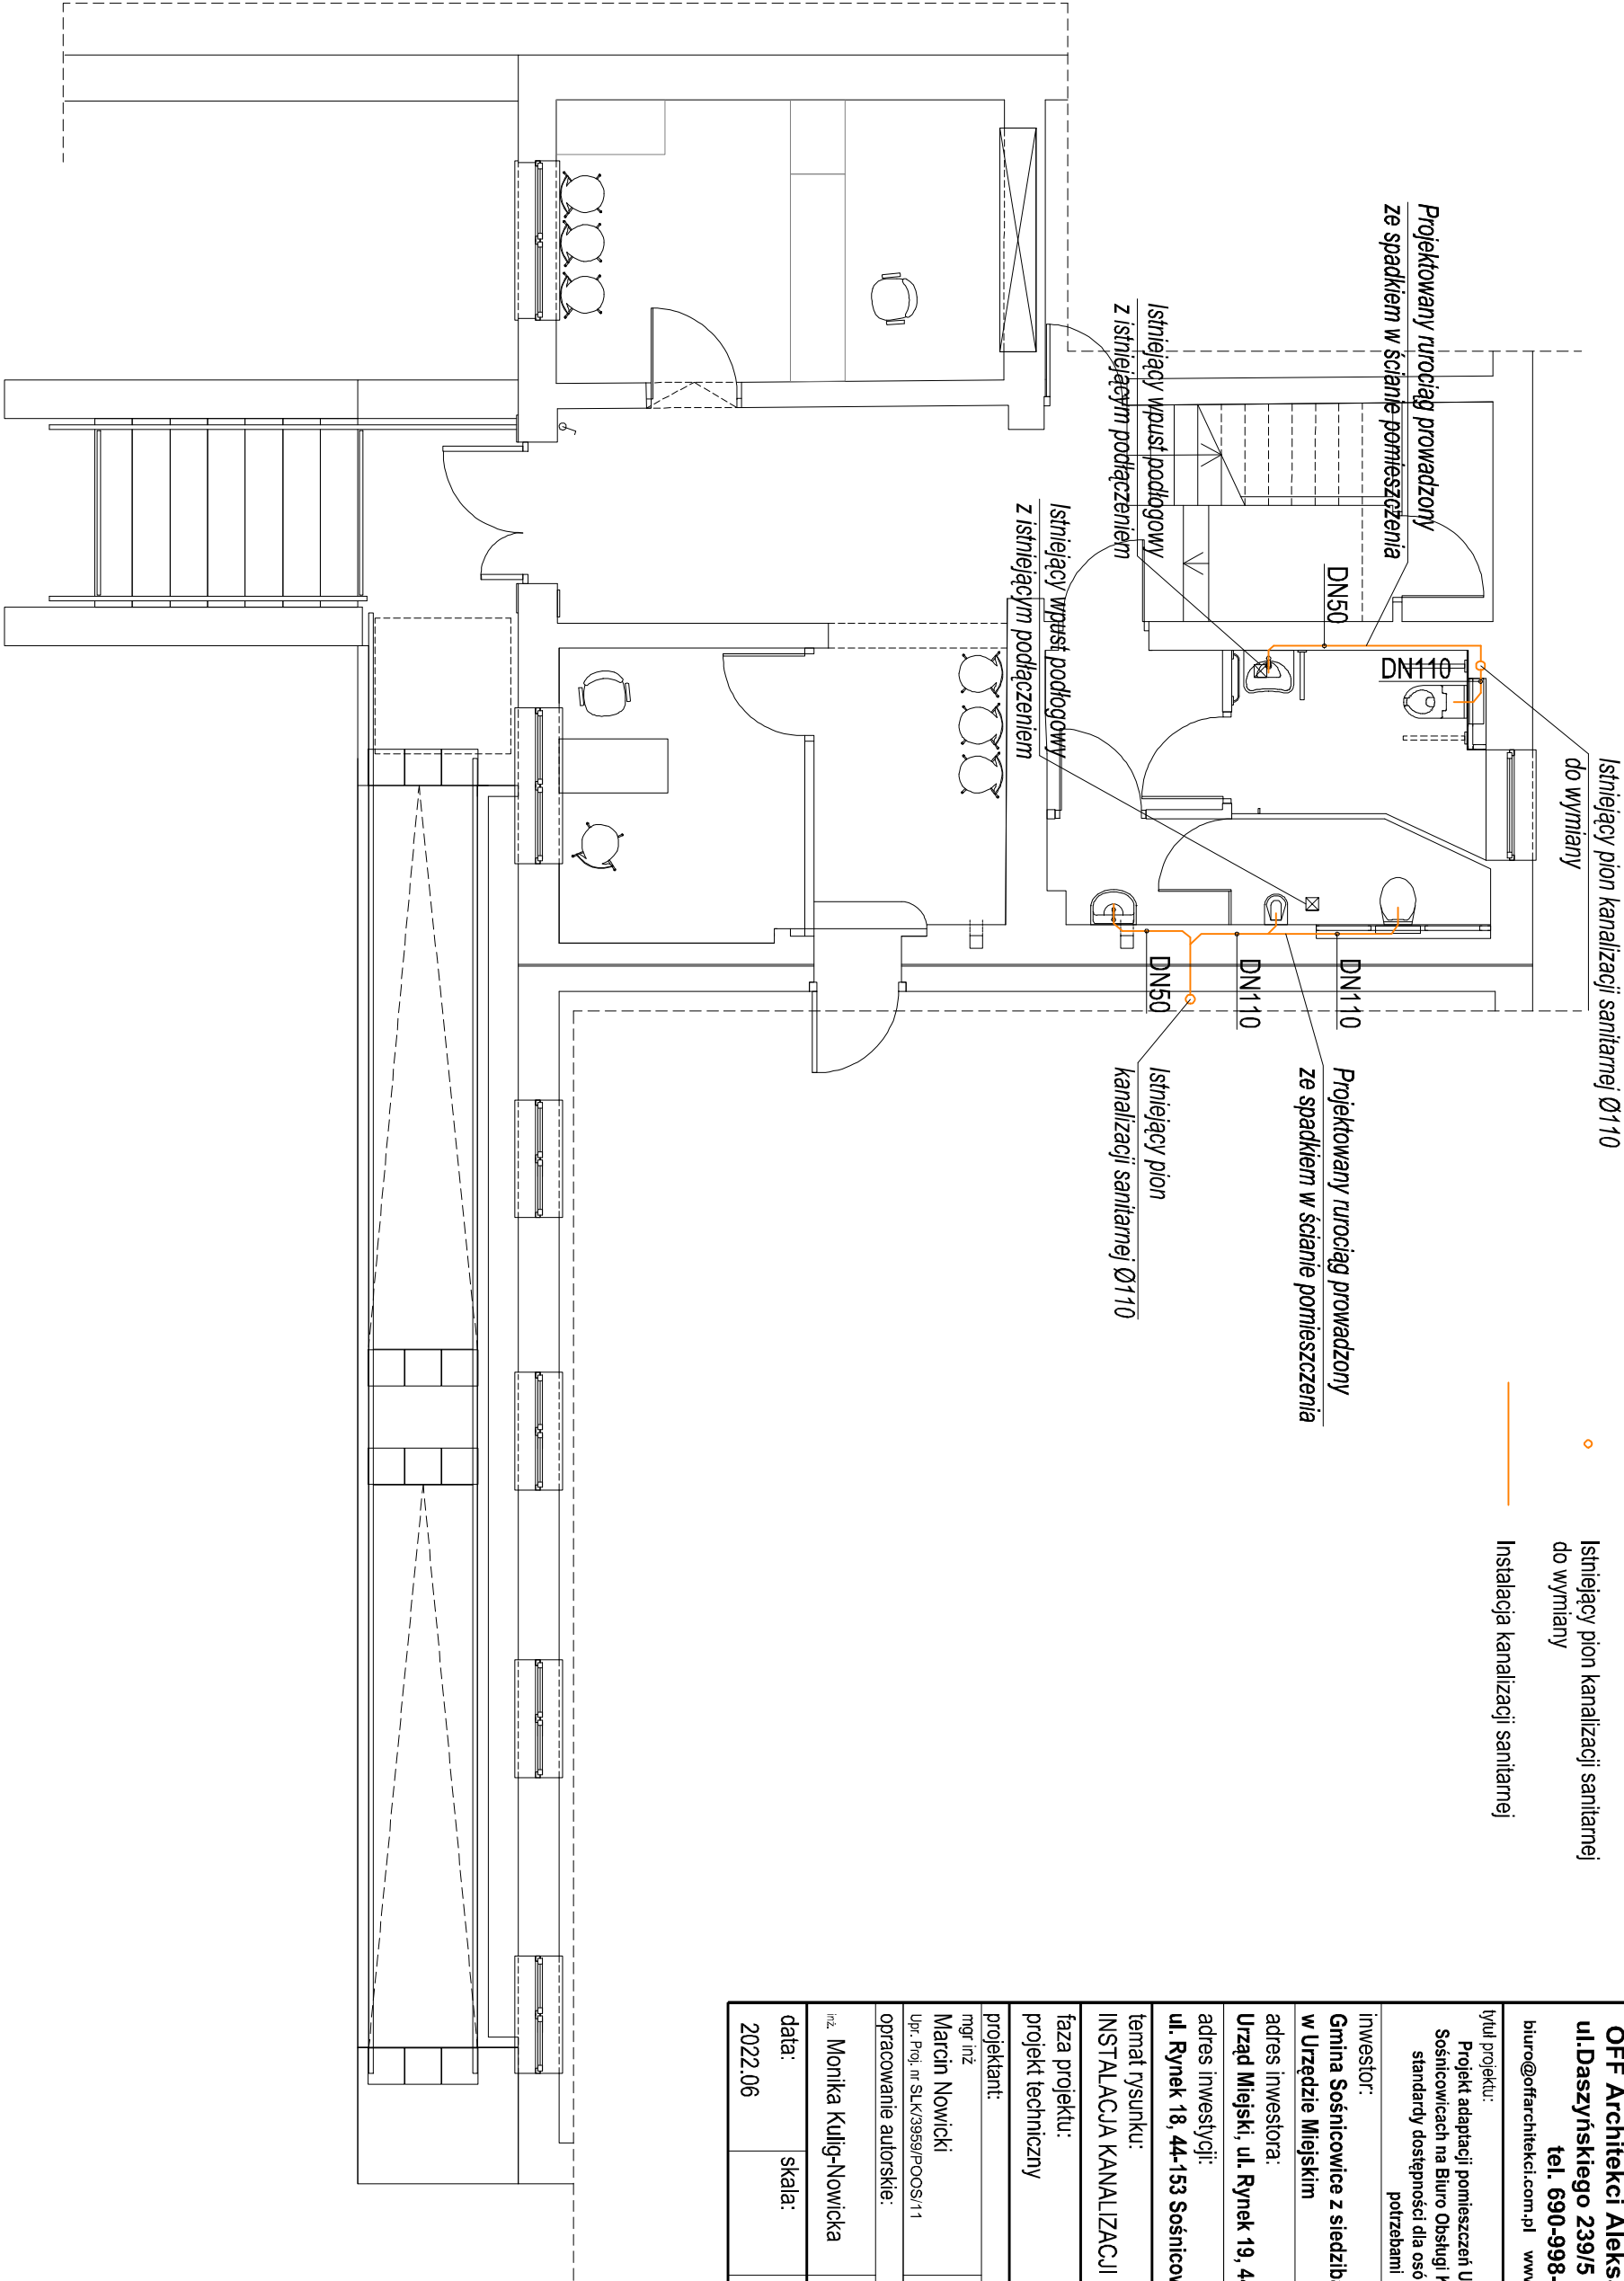 Projektowany rurociąg prowadzony
ze spadkiem w ścianie pomieszczenia
Istniejący wpust podłogowy
z istniejącym podłączeniem
Istniejący wpust podłogowy
z istniejącym podłączeniem
DN50
DN110
Istniejący pion kanalizacji sanitarnej Ø110
do wymiany
DN110
DN110
DN50
Projektowany rurociąg prowadzony
ze spadkiem w ścianie pomieszczenia
Istniejący pion
kanalizacji sanitarnej Ø110
Istniejący pion kanalizacji sanitarnej
do wymiany
Instalacja kanalizacji sanitarnej
OFF Architekci
ul.Daszyńskiego 239/5
tel. 690-998-
biuro@offarchitekci.com.pl
tytuł projektu:
Projekt adaptacji pomieszczeń
Sośnicowicach na Biuro Obsługi
standardy dostępności dla
potrzebami
inwestor:
Gmina Sośnicowice z
w Urzędzie Miejskim
adres inwestora:
Urząd Miejski, ul. Rynek 19,
adres inwestycji:
ul. Rynek 18, 44-153
temat rysunku:
INSTALACJA KANALIZACJI
faza projektu:
projekt techniczny
projektant:
mgr inż
Marcin Nowicki
Upr. Proj. nr SLK/3959/POOS/11
opracowanie autorskie:
inż. Monika Kulig-Nowicka
data:
skala:
2022.06